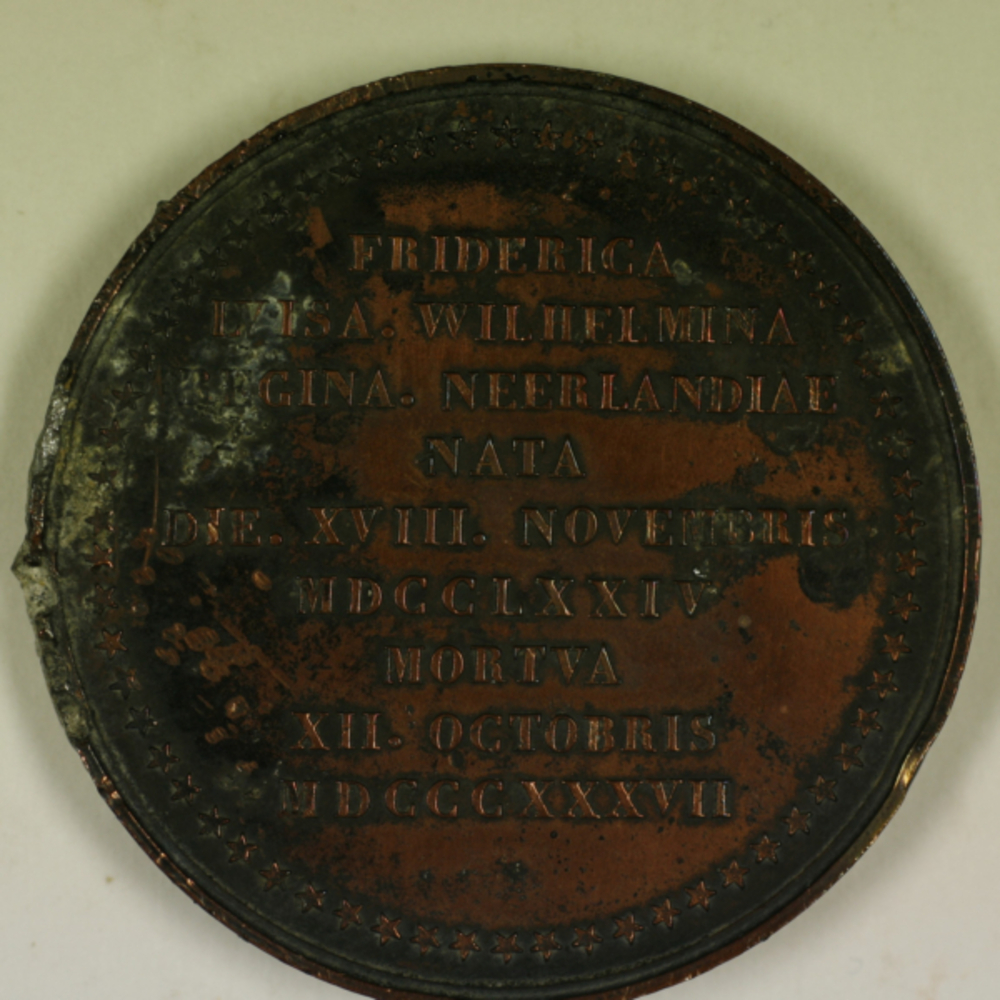 FRIDERICA
LVISA. WILHELMINA
REGINA. NEERLANDIAE
NATA
DIE. XVIII. NOVEMBRIS
MDCCLXXIV
MORTVA
XII. OCTOBRIS
MDCCCXXXVII